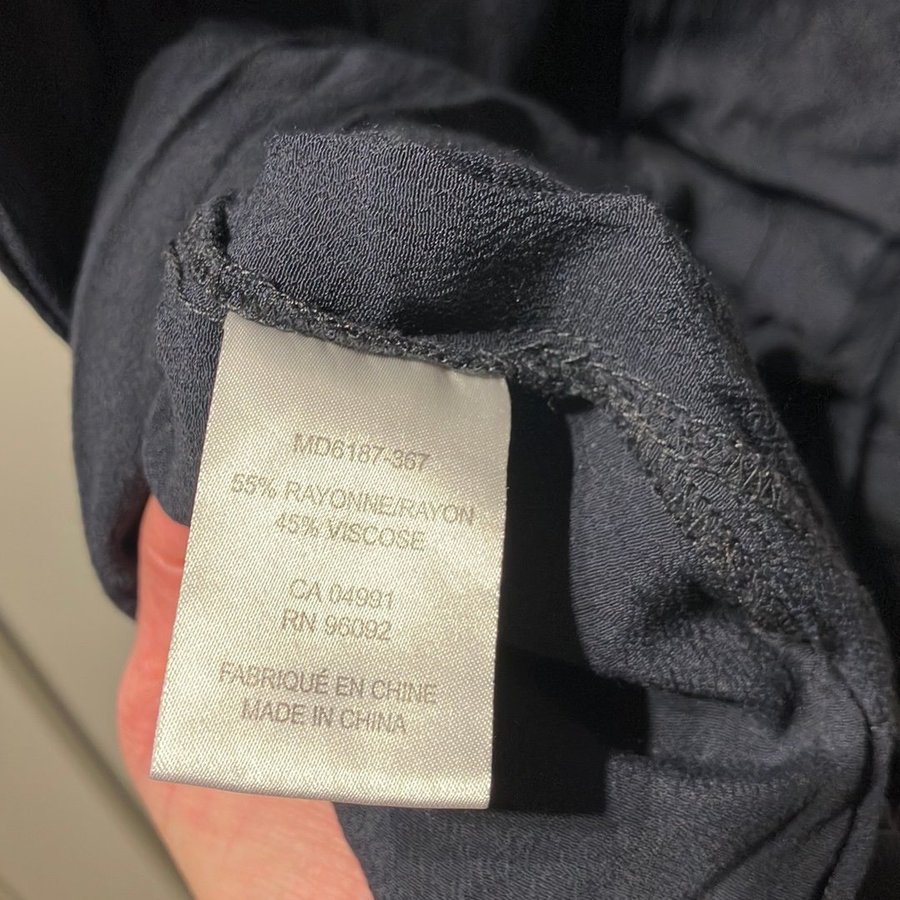 MD6187-367
55% RAYONNE/RAYON
45% VISCOSE
CA 04991
RN 96092
FABRIQUÉ EN CHINE
MADE IN CHINA